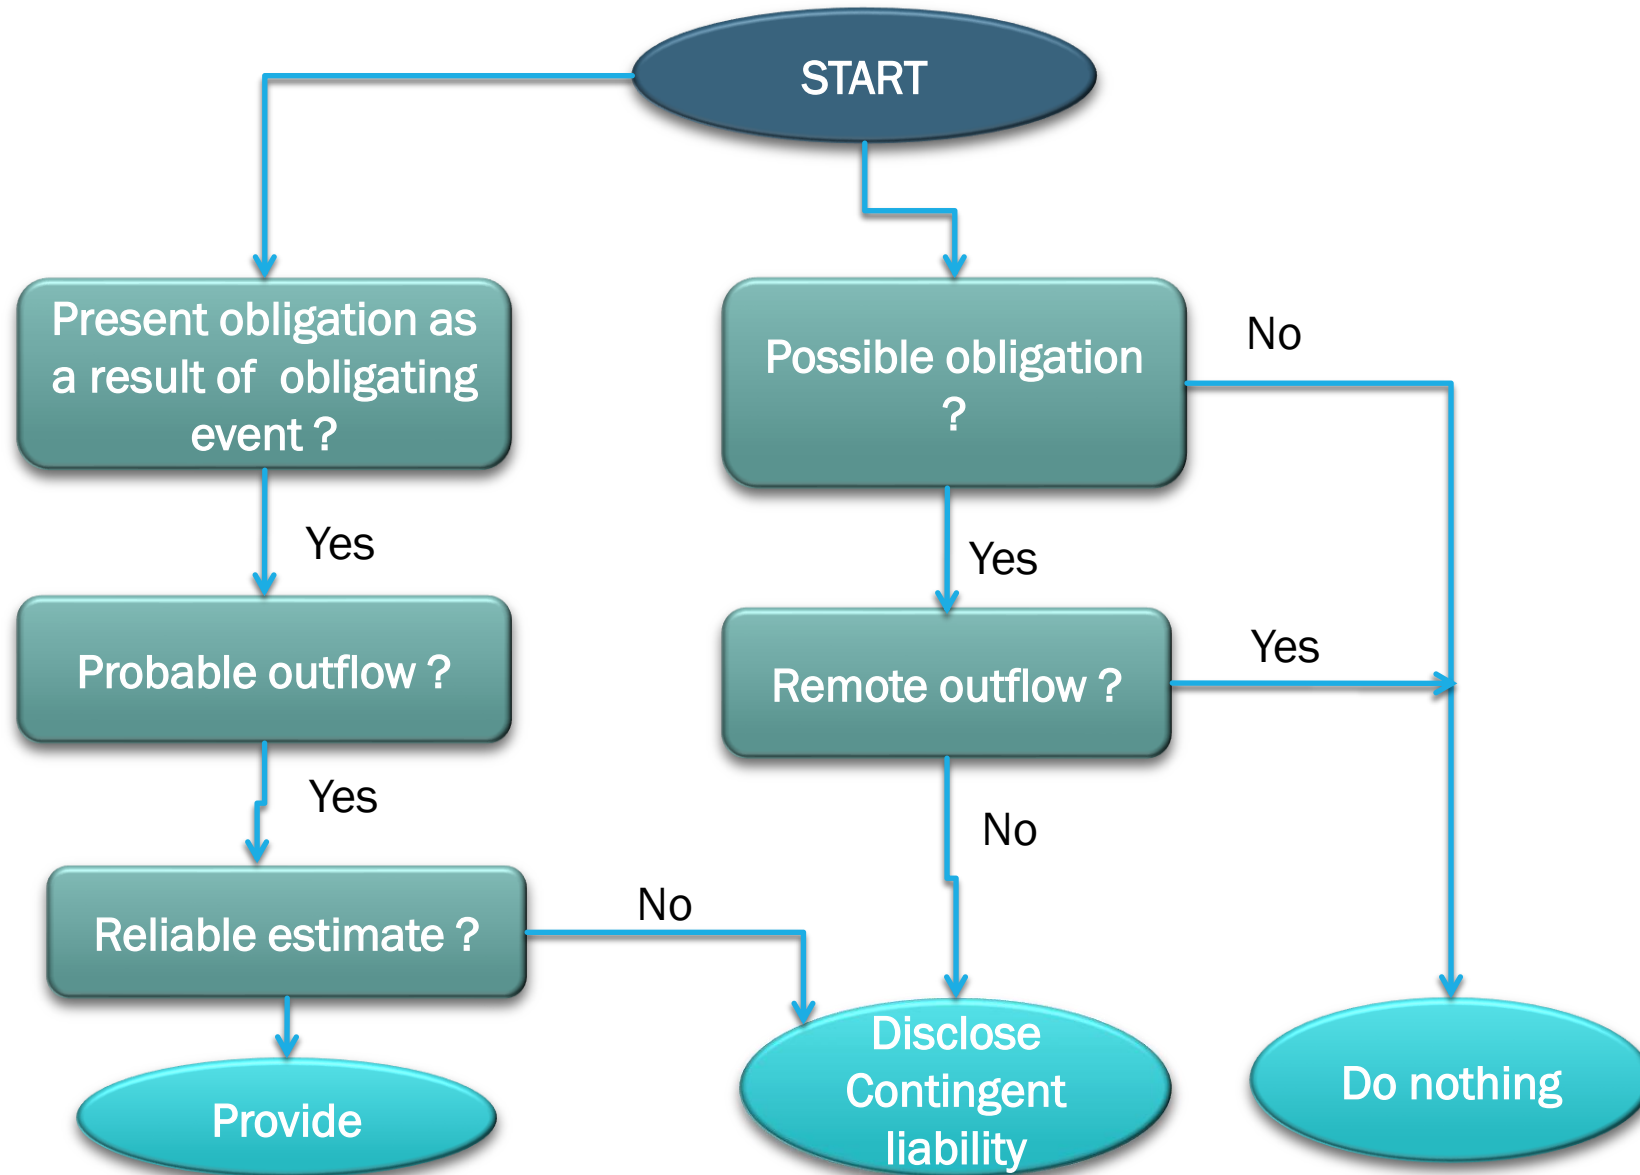 START
Present obligation as
a result of obligating
event ?
Possible obligation
?
No
Yes
Yes
Probable outflow ?
Remote outflow ?
Yes
Yes
No
Reliable estimate ?
No
Provide
Disclose
Contingent
liability
Do nothing